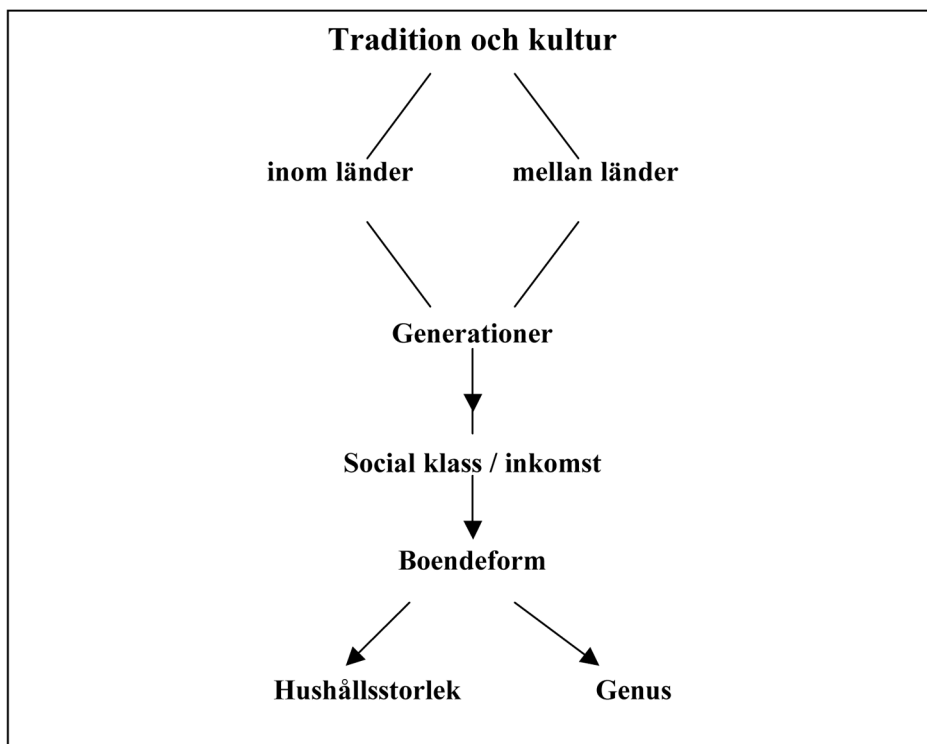 Tradition och kultur
inom länder mellan länder
Generationer
Social klass / inkomst
Boendeform
Hushållsstorlek Genus